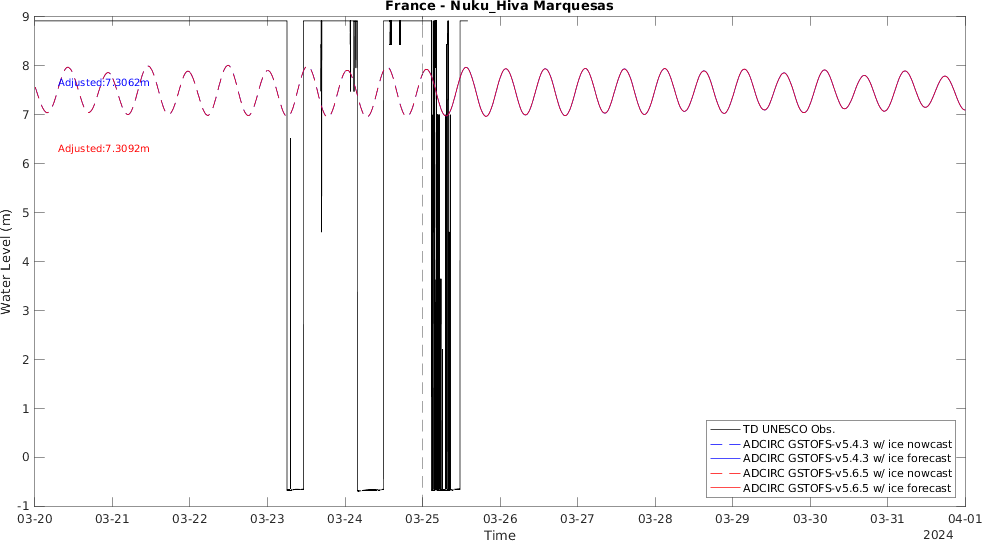 France - Nuku_Hiva Marquesas
9
8
7
6
5
4
3
2
1
0
-1
Water Level (m)
Adjusted:7.3062m
Adjusted:7.3092m
TD UNESCO Obs.
ADCIRC GSTOFS-v5.4.3 w/ ice nowcast
ADCIRC GSTOFS-v5.4.3 w/ ice forecast
ADCIRC GSTOFS-v5.6.5 w/ ice nowcast
ADCIRC GSTOFS-v5.6.5 w/ ice forecast
03-20 03-21 03-22 03-23 03-24 03-25 03-26 03-27 03-28 03-29 03-30 03-31 04-01
Time
2024